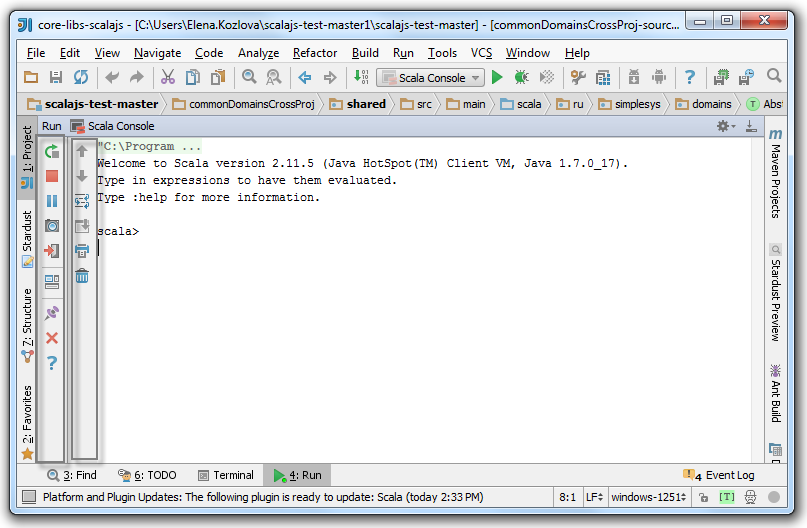 core-libs-scalajs - [C:\Users\Elena.Kozlova\scalajs-test-master1\scalajs-test-master] - [commonDomainsCrossProj-sourc...
File Edit View Navigate Code Analyze Refactor Build Run Tools VCS Window Help
Scala Console
scalajs-test-master commonDomainsCrossProj shared src main scala ru simplesys domains Abst
Run Scala Console
"C:\Program ...
Welcome to Scala version 2.11.5 (Java HotSpot(TM) Client VM, Java 1.7.0_17).
Type in expressions to have them evaluated.
Type :help for more information.
scala>
1: Project
Stardust
7: Structure
2: Favorites
Maven Projects
Stardust Preview
Ant Build
3: Find 6: TODO Terminal 4: Run 4 Event Log
Platform and Plugin Updates: The following plugin is ready to update: Scala (today 2:33 PM) 8:1 LF windows-1251 [T]